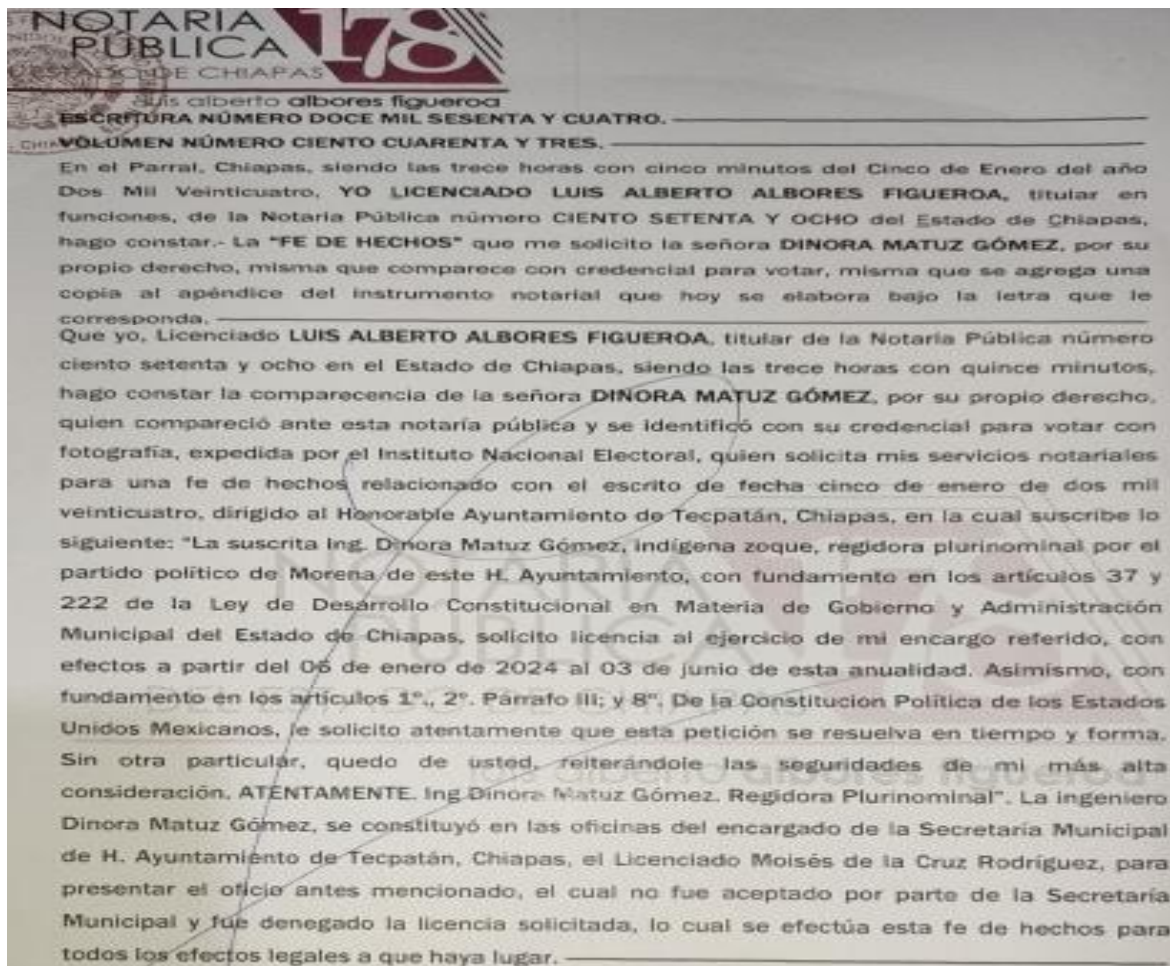 NOTARIA
PÚBLICA 178
ESTADO DE CHIAPAS
luis alberto albores figueroa
ESCRITURA NÚMERO DOCE MIL SESENTA Y CUATRO.
VOLUMEN NÚMERO CIENTO CUARENTA Y TRES.
En el Parral, Chiapas, siendo las trece horas con cinco minutos del Cinco de Enero del año
Dos Mil Veinticuatro, YO LICENCIADO LUIS ALBERTO ALBORES FIGUEROA, titular en
funciones, de la Notaria Pública número CIENTO SETENTA Y OCHO del Estado de Chiapas,
hago constar.- La "FE DE HECHOS" que me solicito la señora DINORA MATUZ GÓMEZ, por su
propio derecho, misma que comparece con credencial para votar, misma que se agrega una
copia al apéndice del instrumento notarial que hoy se elabora bajo la letra que le
corresponda.
Que yo, Licenciado LUIS ALBERTO ALBORES FIGUEROA, titular de la Notaria Pública número
ciento setenta y ocho en el Estado de Chiapas, siendo las trece horas con quince minutos,
hago constar la comparecencia de la señora DINORA MATUZ GÓMEZ, por su propio derecho,
quien compareció ante esta notaría pública y se identificó con su credencial para votar con
fotografía, expedida por el Instituto Nacional Electoral, quien solicita mis servicios notariales
para una fe de hechos relacionado con el escrito de fecha cinco de enero de dos mil
veinticuatro, dirigido al Honorable Ayuntamiento de Tecpatán, Chiapas, en la cual suscribe lo
siguiente: "La suscrita Ing. Dinora Matuz Gómez, indígena zoque, regidora plurinominal por el
partido político de Morena de este H. Ayuntamiento, con fundamento en los artículos 37 y
222 de la Ley de Desarrollo Constitucional en Materia de Gobierno y Administración
Municipal del Estado de Chiapas, solicito licencia al ejercicio de mi encargo referido, con
efectos a partir del 05 de enero de 2024 al 03 de junio de esta anualidad. Asimismo, con
fundamento en los artículos 1°., 2°. Párrafo III; y 8°. De la Constitucion Política de los Estados
Unidos Mexicanos, le solicito atentamente que esta petición se resuelva en tiempo y forma.
Sin otra particular, quedo de usted, reiterándole las seguridades de mi más alta
consideración. ATENTAMENTE. Ing Dinora Matuz Gómez. Regidora Plurinominal". La ingeniero
Dinora Matuz Gómez, se constituyó en las oficinas del encargado de la Secretaría Municipal
de H. Ayuntamiento de Tecpatán, Chiapas, el Licenciado Moisés de la Cruz Rodríguez, para
presentar el oficio antes mencionado, el cual no fue aceptado por parte de la Secretaría
Municipal y fue denegado la licencia solicitada, lo cual se efectúa esta fe de hechos para
todos los efectos legales a que haya lugar.